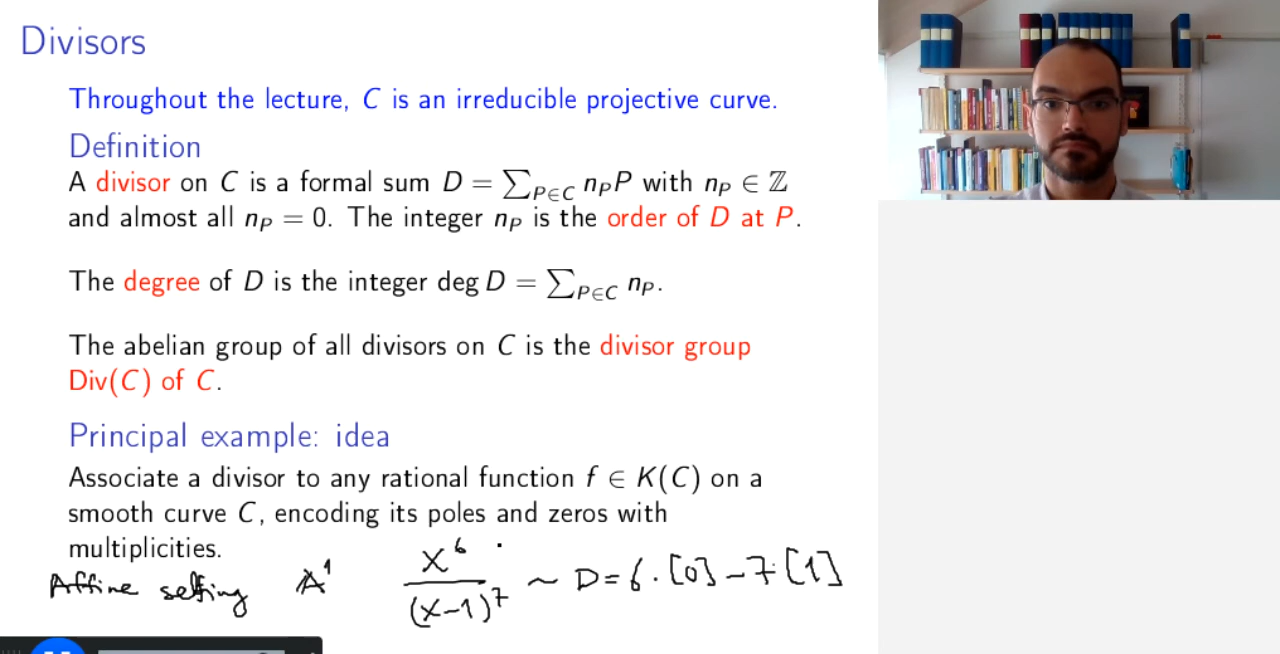 Divisors
Throughout the lecture, C is an irreducible projective curve.
Definition
A divisor on C is a formal sum D = ∑_{P∈C} n_P P with n_P ∈ ℤ
and almost all n_P = 0. The integer n_P is the order of D at P.
The degree of D is the integer deg D = ∑_{P∈C} n_P.
The abelian group of all divisors on C is the divisor group
Div(C) of C.
Principal example: idea
Associate a divisor to any rational function f ∈ K(C) on a
smooth curve C, encoding its poles and zeros with
multiplicities.
Affine setting 𝔸¹ x⁶/(x-1)⁷ ~ D = 6·[0] - 7·[1]